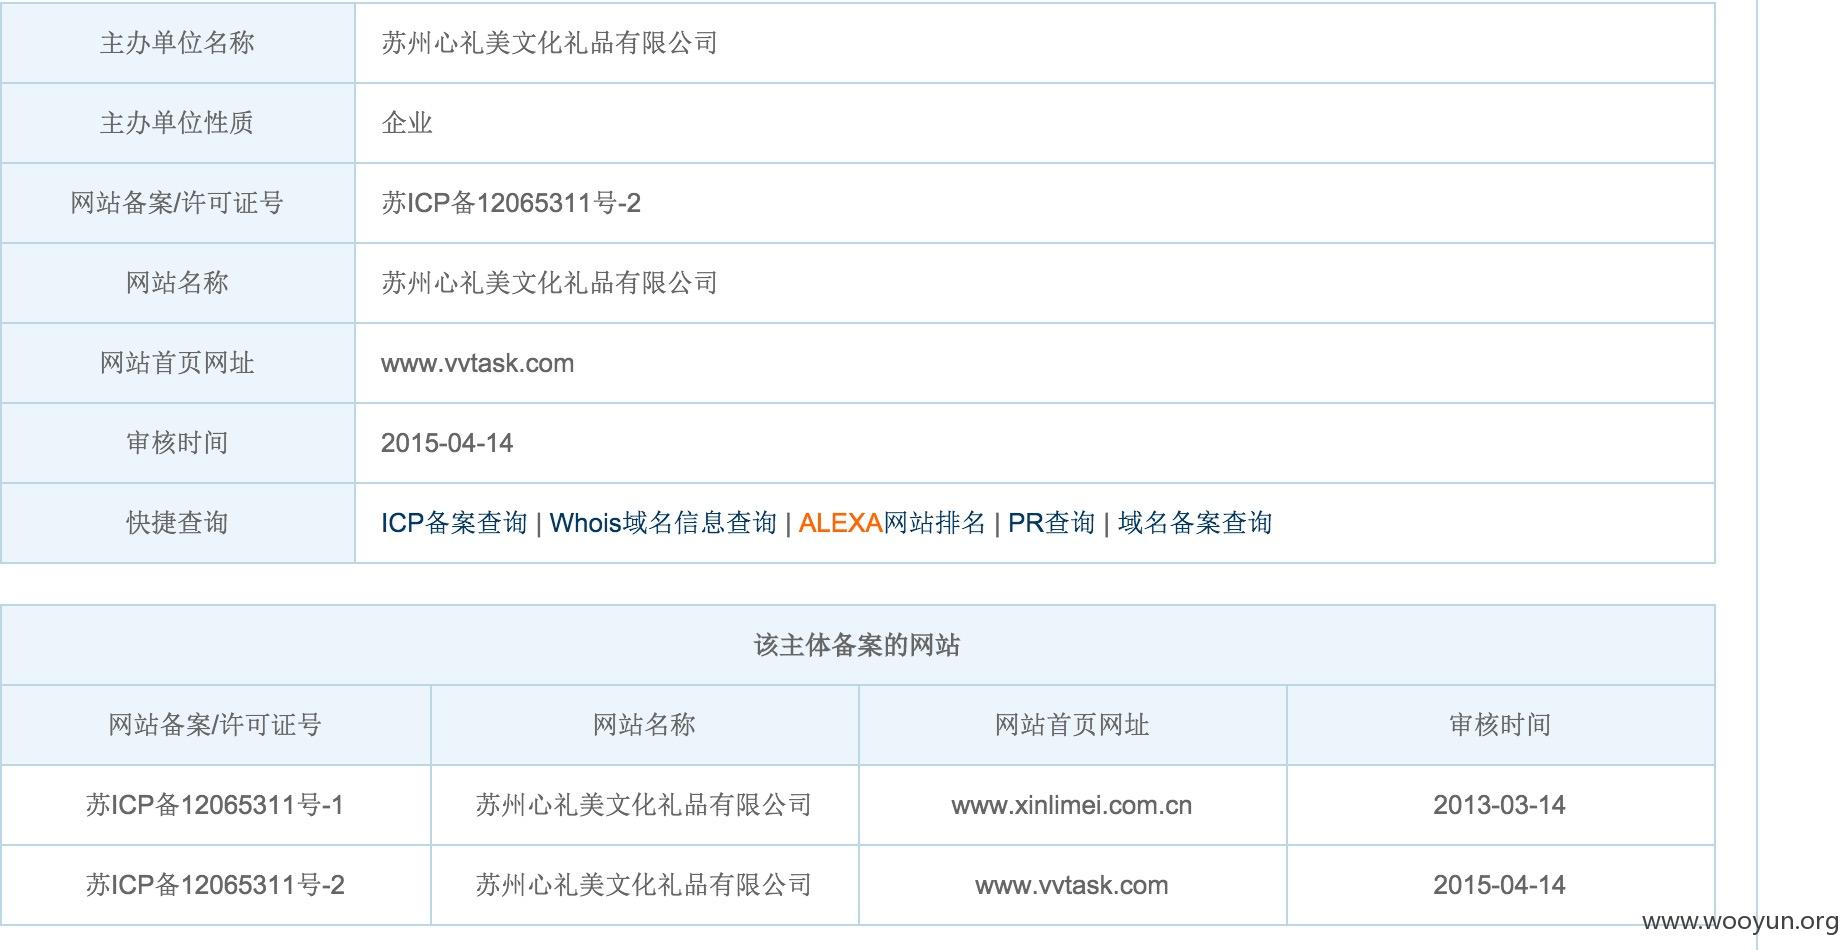 主办单位名称 苏州心礼美文化礼品有限公司
主办单位性质 企业
网站备案/许可证号 苏ICP备12065311号-2
网站名称 苏州心礼美文化礼品有限公司
网站首页网址 www.vvtask.com
审核时间 2015-04-14
快捷查询 ICP备案查询 | Whois域名信息查询 | ALEXA网站排名 | PR查询 | 域名备案查询
该主体备案的网站
网站备案/许可证号 网站名称 网站首页网址 审核时间
苏ICP备12065311号-1 苏州心礼美文化礼品有限公司 www.xinlimei.com.cn 2013-03-14
苏ICP备12065311号-2 苏州心礼美文化礼品有限公司 www.vvtask.com 2015-04-14
www.wooyun.org